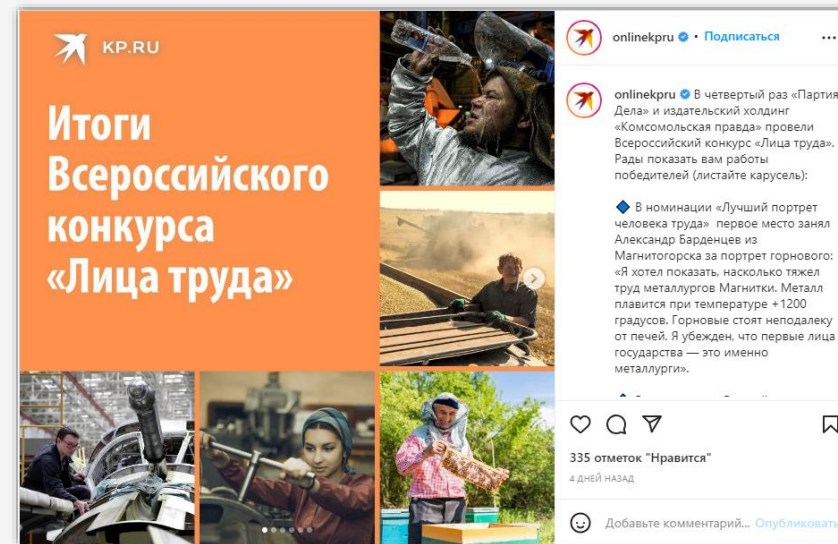 KP.RU
Итоги
Всероссийского
конкурса
«Лица труда»
onlinekpru • Подписаться
onlinekpru В четвертый раз «Партия
Дела» и издательский холдинг
«Комсомольская правда» провели
Всероссийский конкурс «Лица труда».
Рады показать вам работы
победителей (листайте карусель):
В номинации «Лучший портрет
человека труда» первое место занял
Александр Барденцев из
Магнитогорска за портрет горнового:
«Я хотел показать, насколько тяжел
труд металлургов Магнитки. Металл
плавится при температуре +1200
градусов. Горновые стоят неподалеку
от печей. Я убежден, что первые лица
государства — это именно
металлурги».
335 отметок "Нравится"
4 ДНЕЙ НАЗАД
Добавьте комментарий... Опубликовать